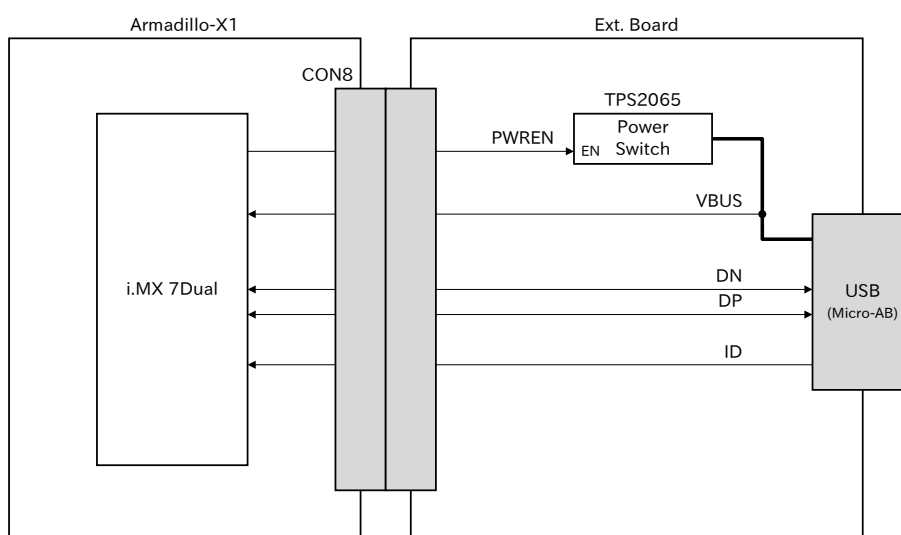 Armadillo-X1
Ext. Board
CON8
TPS2065
Power
Switch
EN
PWREN
VBUS
i.MX 7Dual
DN
DP
USB
(Micro-AB)
ID